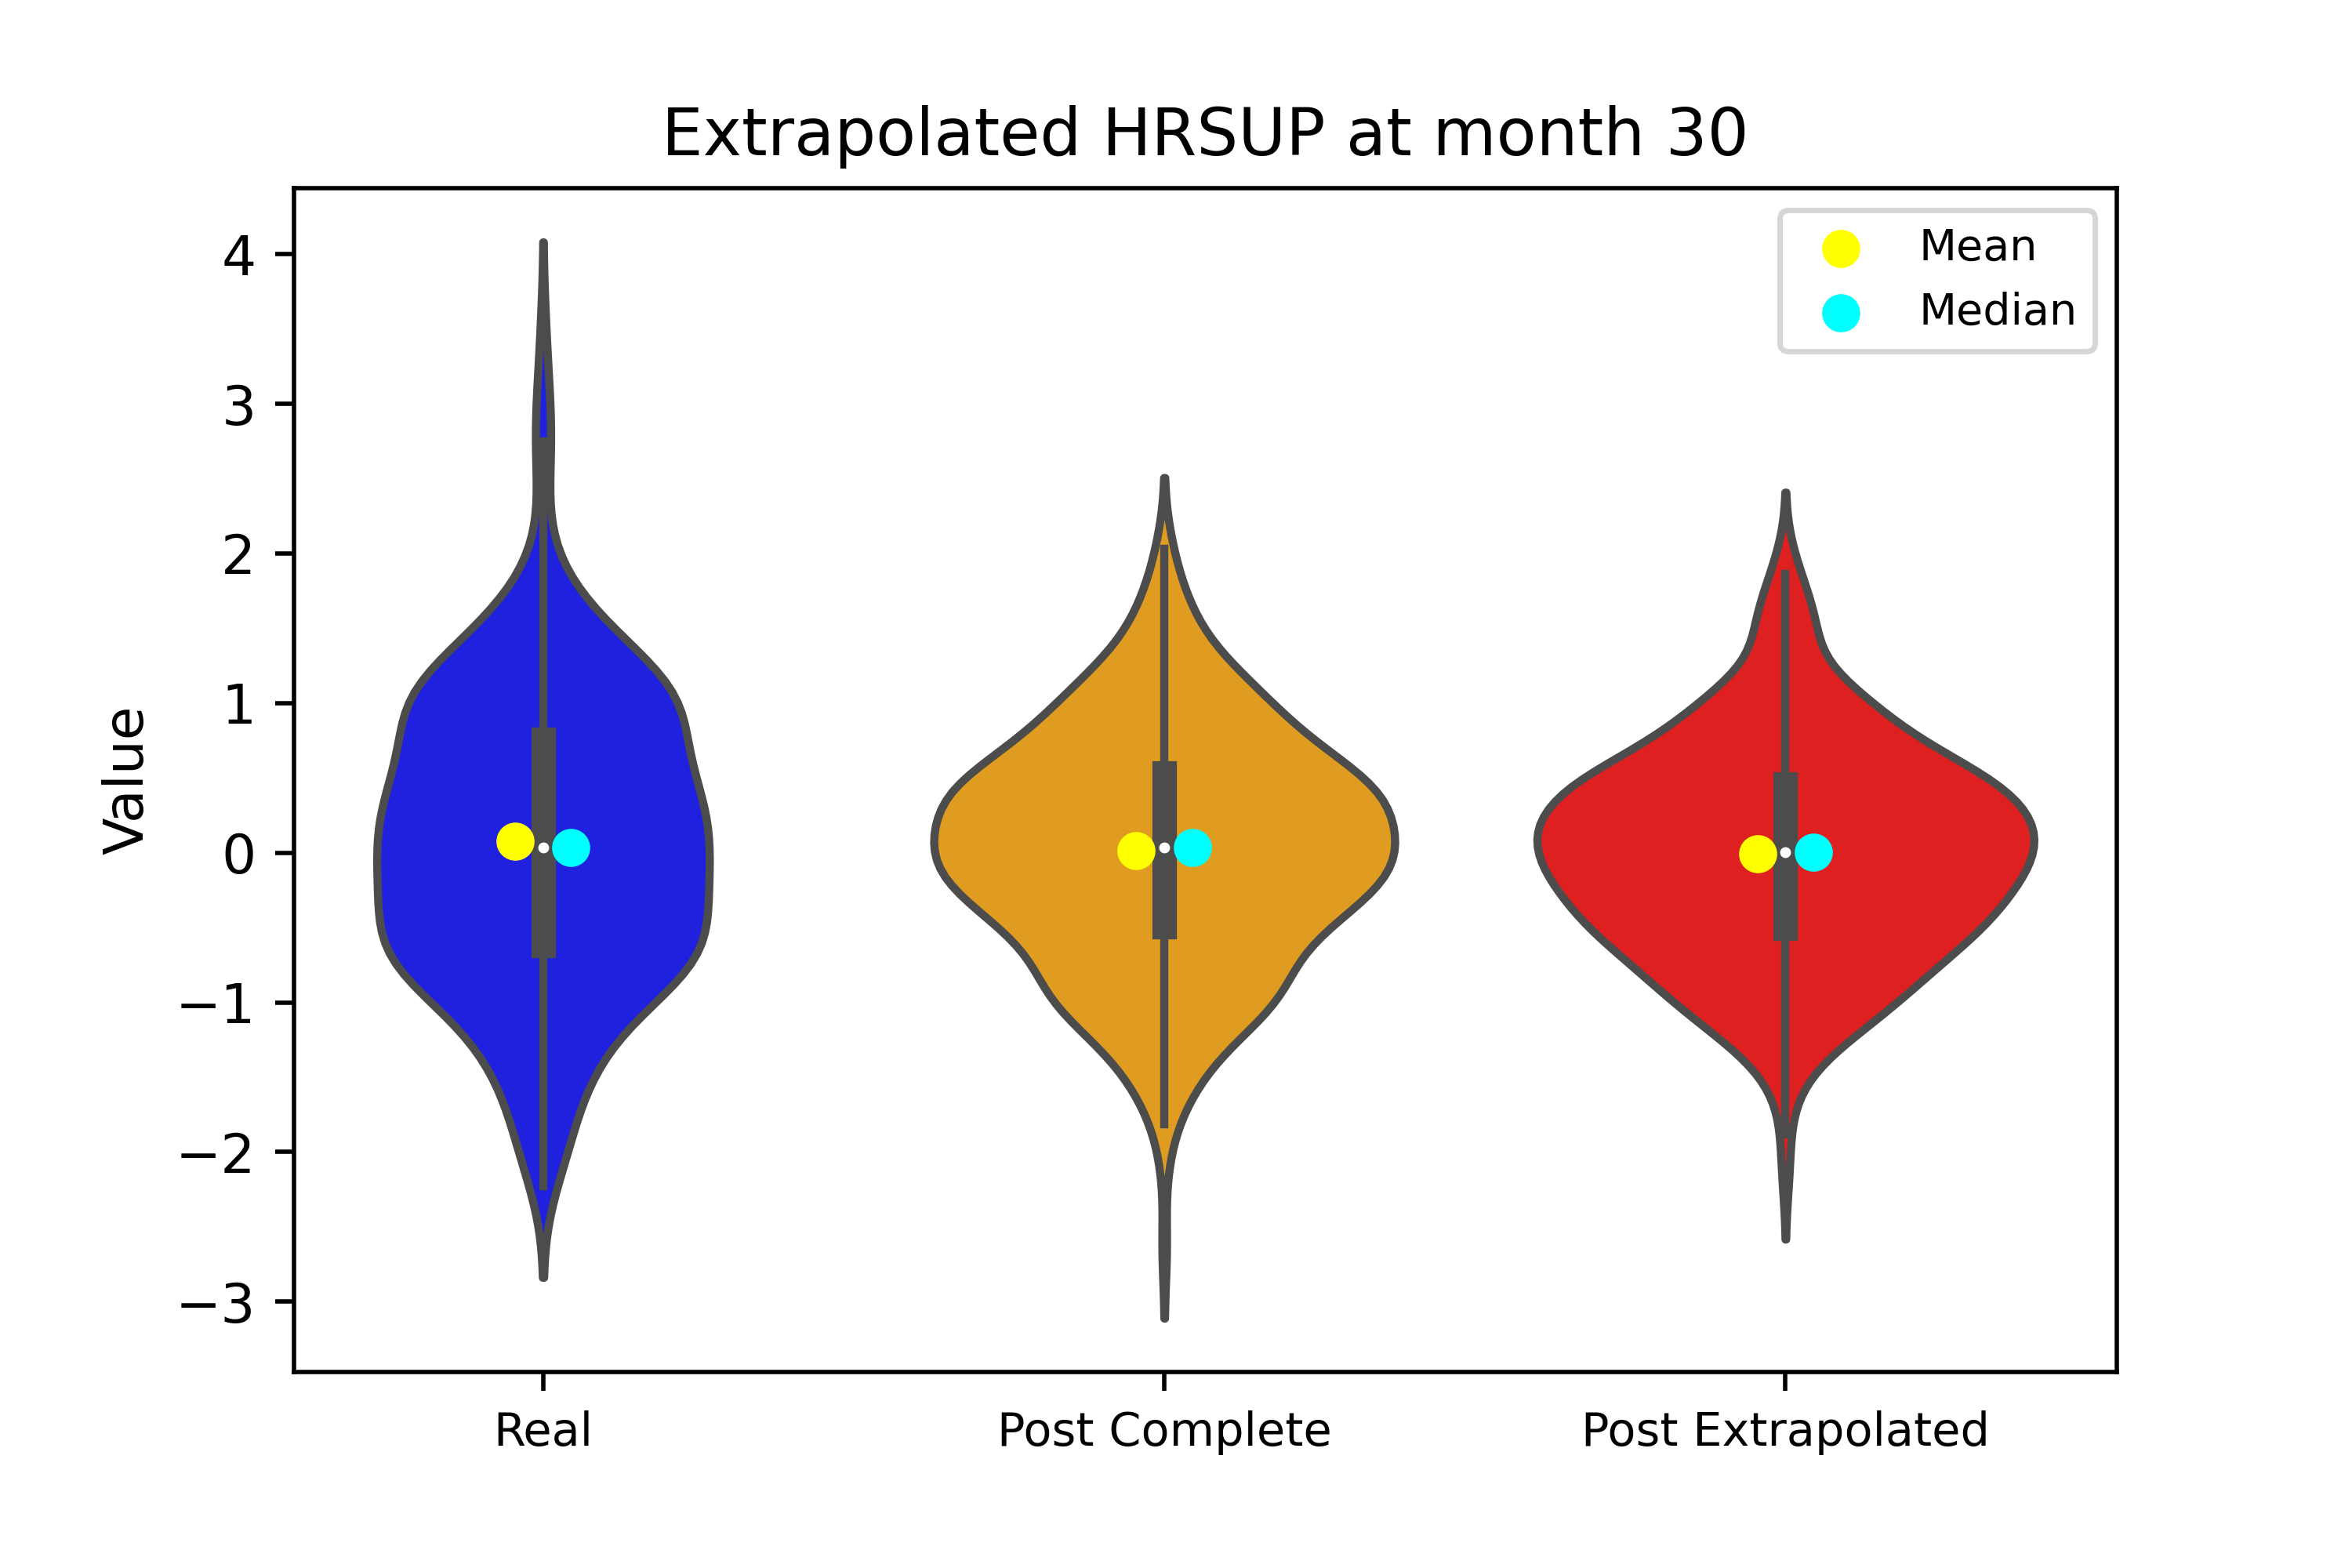 Extrapolated HRSUP at month 30
Mean
Median
4
3
2
1
0
−1
−2
−3
Value
Real
Post Complete
Post Extrapolated